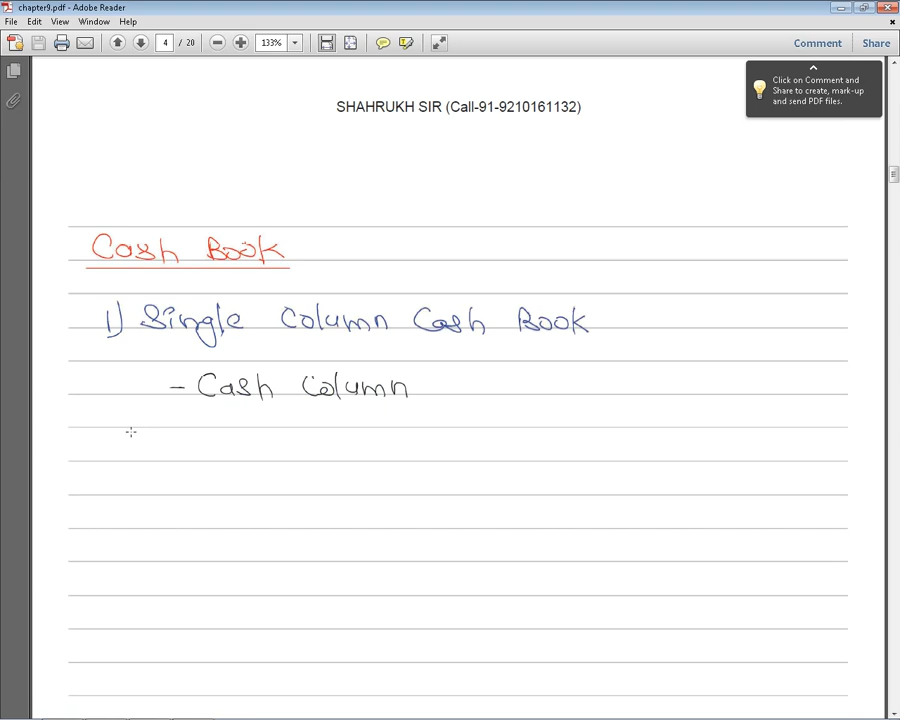 chapter9.pdf - Adobe Reader
File Edit View Window Help
4 / 20 133% Comment Share
Click on Comment and
Share to create, mark-up
and send PDF files.
SHAHRUKH SIR (Call-91-9210161132)
Cash Book
1) Single Column Cash Book
- Cash Column